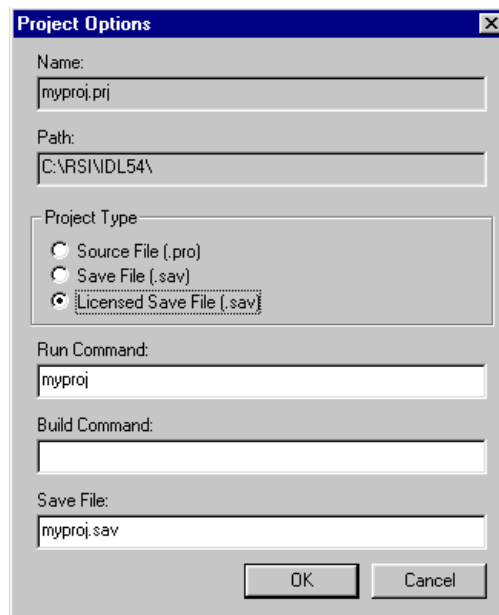 Project Options
Name:
myproj.prj
Path:
C:\RSI\IDL54\
Project Type
Source File (.pro)
Save File (.sav)
Licensed Save File (.sav)
Run Command:
myproj
Build Command:
Save File:
myproj.sav
OK Cancel